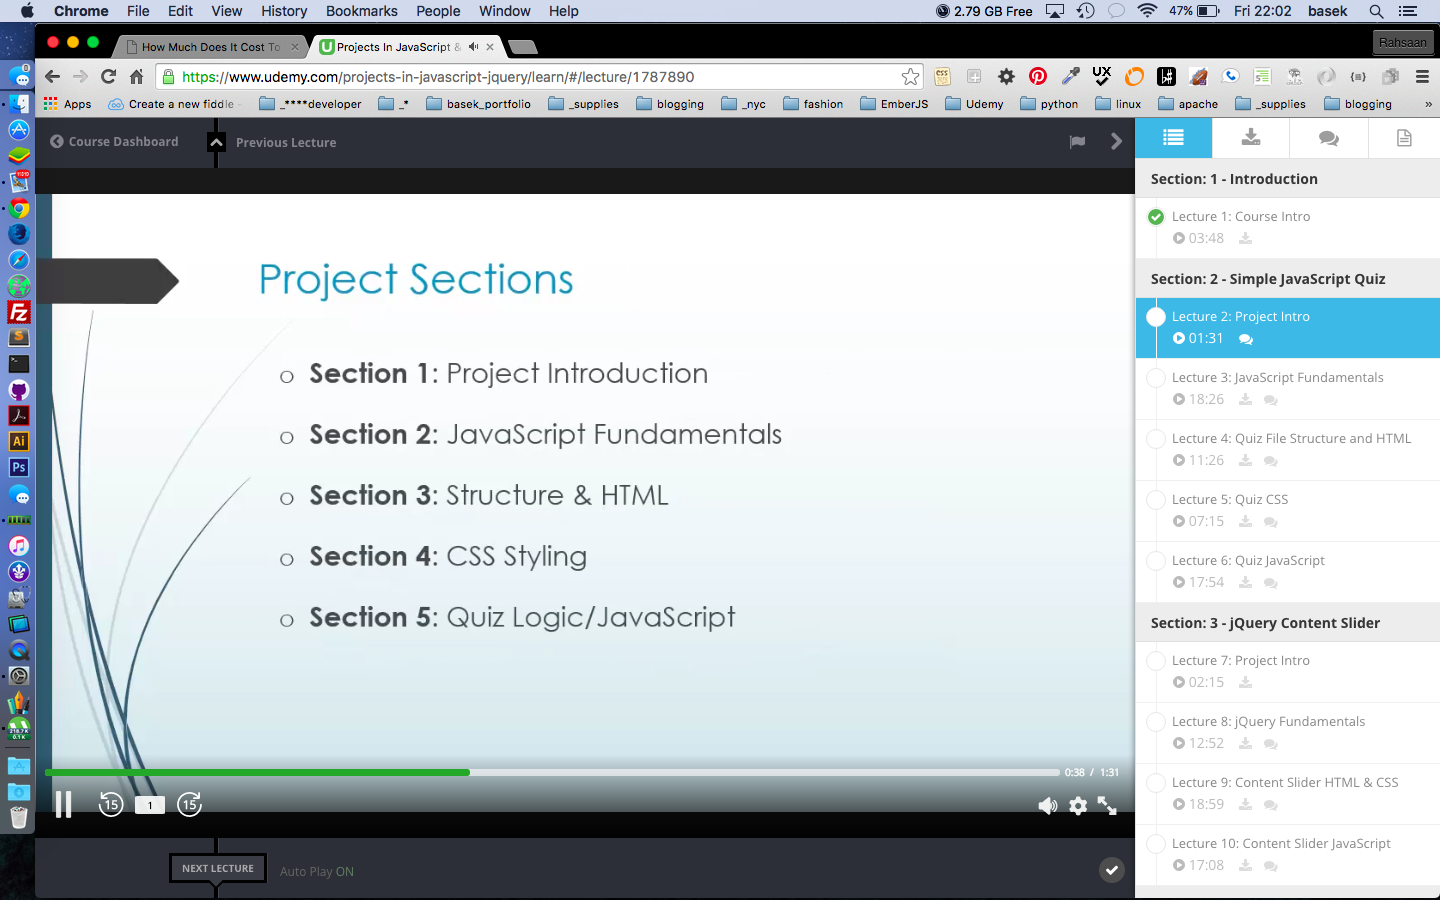 Chrome File Edit View History Bookmarks People Window Help 2.79 GB Free 47% Fri 22:02 basek
How Much Does It Cost To Projects In JavaScript & Rahsaan
https://www.udemy.com/projects-in-javascript-jquery/learn/#/lecture/1787890
Apps Create a new fiddle - _****developer _* basek_portfolio _supplies blogging _nyc fashion EmberJS Udemy python linux apache _supplies blogging »
Course Dashboard Previous Lecture
Project Sections
Section 1: Project Introduction
Section 2: JavaScript Fundamentals
Section 3: Structure & HTML
Section 4: CSS Styling
Section 5: Quiz Logic/JavaScript
0:38 / 1:31
15 1 15
NEXT LECTURE Auto Play ON
Section: 1 - Introduction
Lecture 1: Course Intro
03:48
Section: 2 - Simple JavaScript Quiz
Lecture 2: Project Intro
01:31
Lecture 3: JavaScript Fundamentals
18:26
Lecture 4: Quiz File Structure and HTML
11:26
Lecture 5: Quiz CSS
07:15
Lecture 6: Quiz JavaScript
17:54
Section: 3 - jQuery Content Slider
Lecture 7: Project Intro
02:15
Lecture 8: jQuery Fundamentals
12:52
Lecture 9: Content Slider HTML & CSS
18:59
Lecture 10: Content Slider JavaScript
17:08
UX
Fz
Ai
Ps